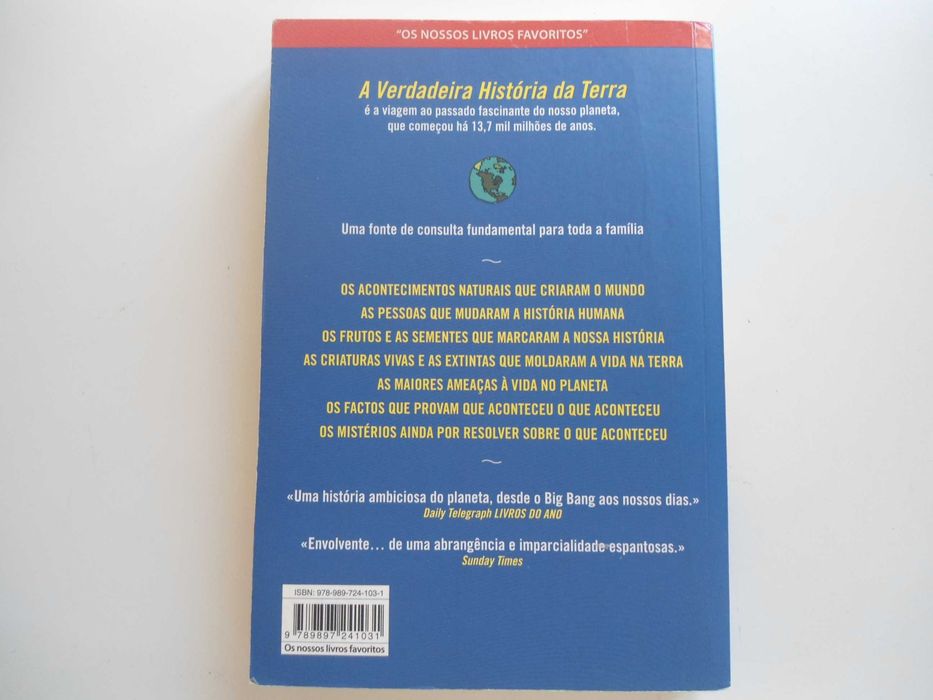 "OS NOSSOS LIVROS FAVORITOS"
A Verdadeira História da Terra
é a viagem ao passado fascinante do nosso planeta,
que começou há 13,7 mil milhões de anos.
Uma fonte de consulta fundamental para toda a família
~
OS ACONTECIMENTOS NATURAIS QUE CRIARAM O MUNDO
AS PESSOAS QUE MUDARAM A HISTÓRIA HUMANA
OS FRUTOS E AS SEMENTES QUE MARCARAM A NOSSA HISTÓRIA
AS CRIATURAS VIVAS E AS EXTINTAS QUE MOLDARAM A VIDA NA TERRA
AS MAIORES AMEAÇAS À VIDA NO PLANETA
OS FACTOS QUE PROVAM QUE ACONTECEU O QUE ACONTECEU
OS MISTÉRIOS AINDA POR RESOLVER SOBRE O QUE ACONTECEU
~
«Uma história ambiciosa do planeta, desde o Big Bang aos nossos dias.»
Daily Telegraph LIVROS DO ANO
«Envolvente... de uma abrangência e imparcialidade espantosas.»
Sunday Times
ISBN: 978-989-724-103-1
9 789897 241031
Os nossos livros favoritos